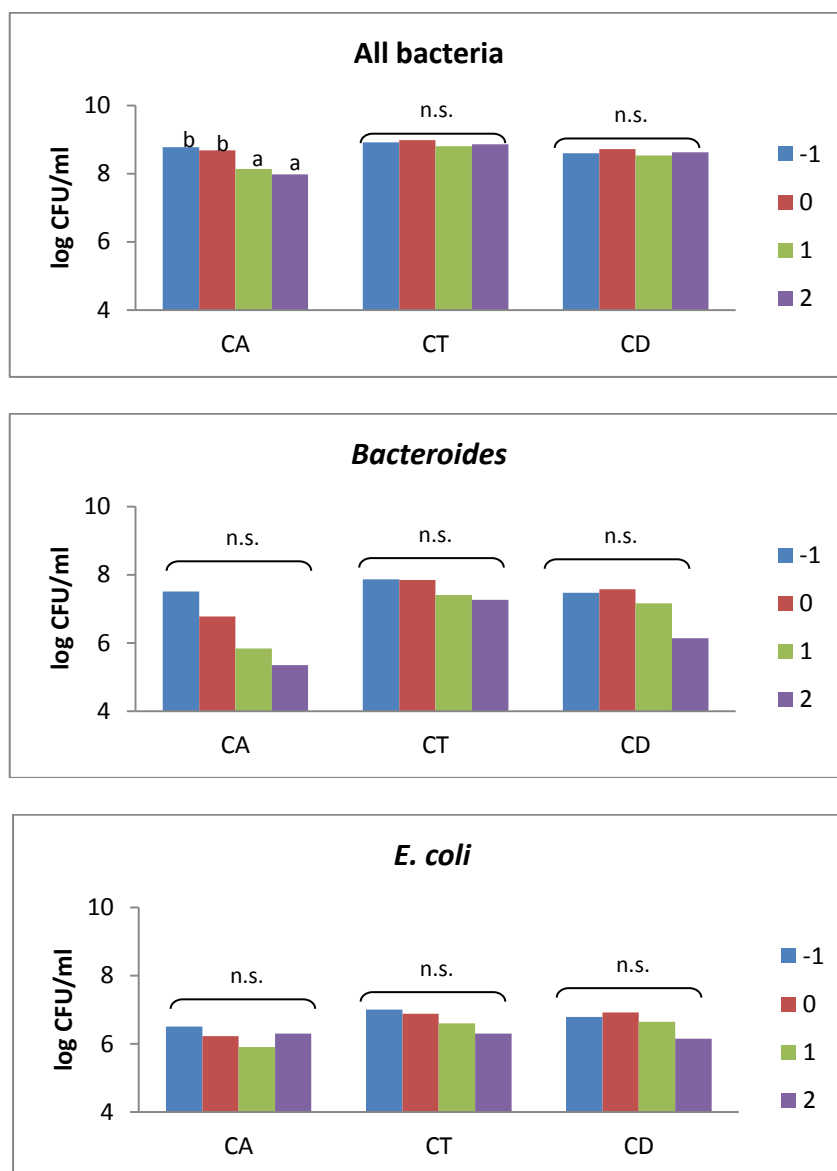 All bacteria
log CFU/ml
10
8
6
4
b b a a
n.s.
n.s.
CA CT CD
-1
0
1
2
Bacteroides
log CFU/ml
10
8
6
4
n.s.
n.s.
n.s.
CA CT CD
-1
0
1
2
E. coli
log CFU/ml
10
8
6
4
n.s.
n.s.
n.s.
CA CT CD
-1
0
1
2